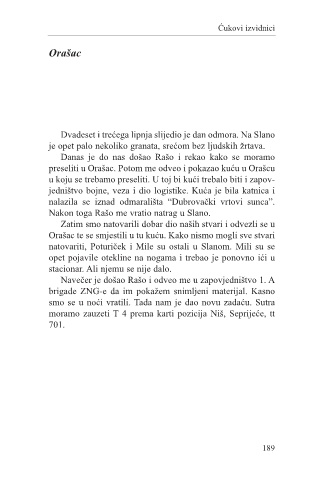 Ćukovi izvidnici
Orašac
Dvadeset i trećega lipnja slijedio je dan odmora. Na Slano
je opet palo nekoliko granata, srećom bez ljudskih žrtava.
Danas je do nas došao Rašo i rekao kako se moramo
preseliti u Orašac. Potom me odveo i pokazao kuću u Orašcu
u koju se trebamo preseliti. U toj bi kući trebalo biti i zapov-
jedništvo bojne, veza i dio logistike. Kuća je bila katnica i
nalazila se iznad odmarališta “Dubrovački vrtovi sunca”.
Nakon toga Rašo me vratio natrag u Slano.
Zatim smo natovarili dobar dio naših stvari i odvezli se u
Orašac te se smjestili u tu kuću. Kako nismo mogli sve stvari
natovariti, Poturiček i Mile su ostali u Slanom. Mili su se
opet pojavile otekline na nogama i trebao je ponovno ići u
stacionar. Ali njemu se nije dalo.
Navečer je došao Rašo i odveo me u zapovjedništvo 1. A
brigade ZNG-e da im pokažem snimljeni materijal. Kasno
smo se u noći vratili. Tada nam je dao novu zadaću. Sutra
moramo zauzeti T 4 prema karti pozicija Niš, Seprijeće, tt
701.
189